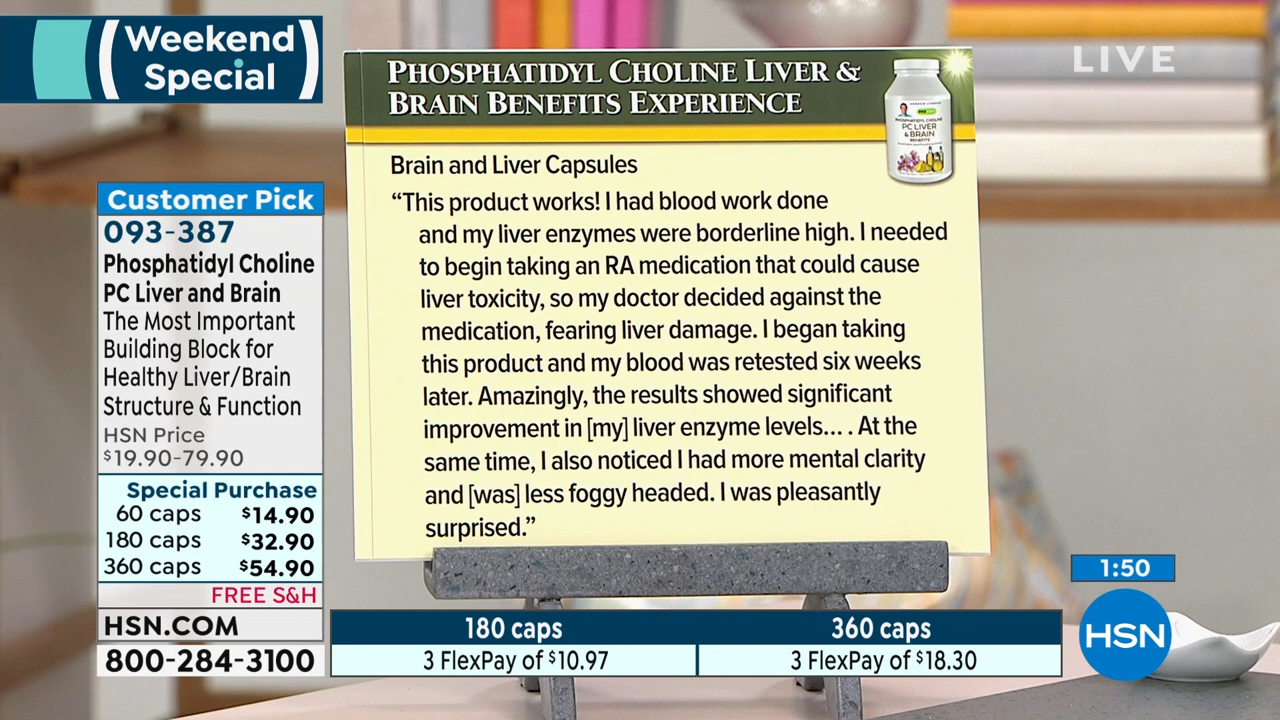 (Weekend
Special)
LIVE
PHOSPHATIDYL CHOLINE LIVER &
BRAIN BENEFITS EXPERIENCE
PHOSPHATIDYL CHOLINE
PC LIVER
& BRAIN
BENEFITS
Brain and Liver Capsules
“This product works! I had blood work done
and my liver enzymes were borderline high. I needed
to begin taking an RA medication that could cause
liver toxicity, so my doctor decided against the
medication, fearing liver damage. I began taking
this product and my blood was retested six weeks
later. Amazingly, the results showed significant
improvement in [my] liver enzyme levels... . At the
same time, I also noticed I had more mental clarity
and [was] less foggy headed. I was pleasantly
surprised.”
Customer Pick
093-387
Phosphatidyl Choline
PC Liver and Brain
The Most Important
Building Block for
Healthy Liver/Brain
Structure & Function
HSN Price
$19.90-79.90
Special Purchase
60 caps $14.90
180 caps $32.90
360 caps $54.90
FREE S&H
HSN.COM
800-284-3100
180 caps
3 FlexPay of $10.97
360 caps
3 FlexPay of $18.30
1:50
HSN